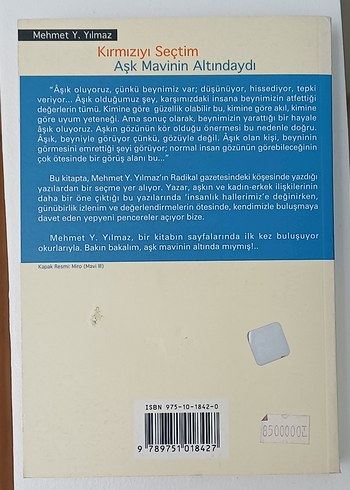 Mehmet Y. Yılmaz
Kırmızıyı Seçtim
Aşk Mavinin Altındaydı
"Âşık oluyoruz, çünkü beynimiz var; düşünüyor, hissediyor, tepki
veriyor... Âşık olduğumuz şey, karşımızdaki insana beynimizin atfettiği
değerlerin tümü. Kimine göre güzellik olabilir bu, kimine göre akıl, kimine
göre uyum yeteneği. Ama sonuç olarak, beynimizin yarattığı bir hayale
âşık oluyoruz. Aşkın gözünün kör olduğu önermesi bu nedenle doğru.
Âşık, beyniyle görüyor çünkü, gözüyle değil. Âşık olan kişi, beyninin
görmesini emrettiği şeyi görüyor; normal insan gözünün görebileceğinin
çok ötesinde bir görüş alanı bu..."
Bu kitapta, Mehmet Y. Yılmaz'ın Radikal gazetesindeki köşesinde yazdığı
yazılardan bir seçme yer alıyor. Yazar, aşkın ve kadın-erkek ilişkilerinin
daha bir öne çıktığı bu yazılarında 'insanlık hallerimiz'e değinirken,
günübirlik izlenim ve değerlendirmelerin ötesinde, kendimizle buluşmaya
davet eden yepyeni pencereler açıyor bize.
Mehmet Y. Yılmaz, bir kitabın sayfalarında ilk kez buluşuyor
okurlarıyla. Bakın bakalım, aşk mavinin altında mıymış!..
Kapak Resmi: Miro (Mavi III)
ISBN 975-10-1842-0
9 789751 018427
8500000Z